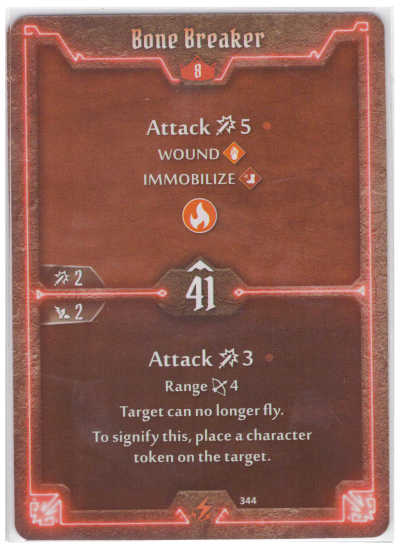 Bone Breaker
8
Attack 5
WOUND
IMMOBILIZE
2
41
2
Attack 3
Range 4
Target can no longer fly.
To signify this, place a character
token on the target.
344